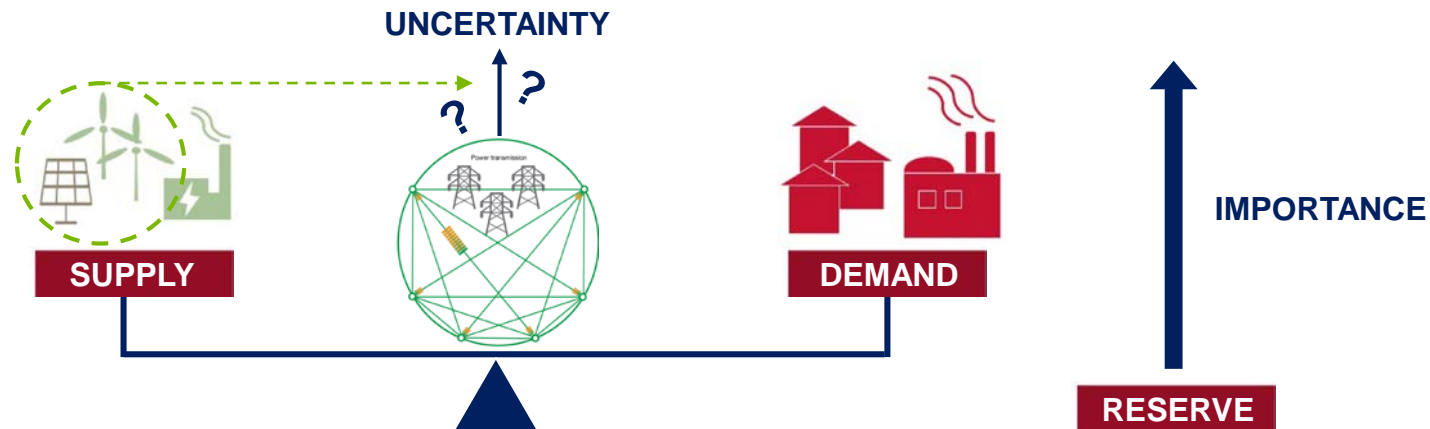 UNCERTAINTY
? ?
Power transmission
IMPORTANCE
SUPPLY
DEMAND
RESERVE